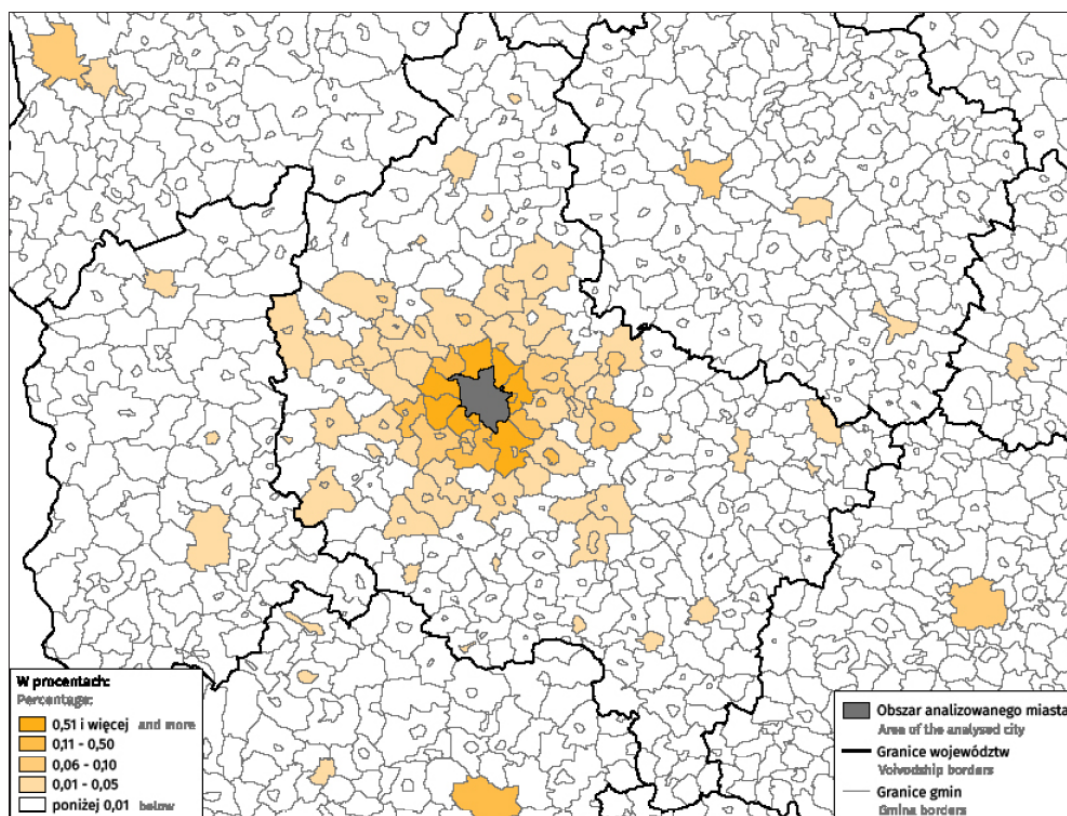 W procentach:
Percentage:
0,51 i więcej and more
0,11 - 0,50
0,06 - 0,10
0,01 - 0,05
poniżej 0,01 below
Obszar analizowanego miasta
Area of the analysed city
Granice województw
Voivodship borders
Granice gmin
Gmina borders